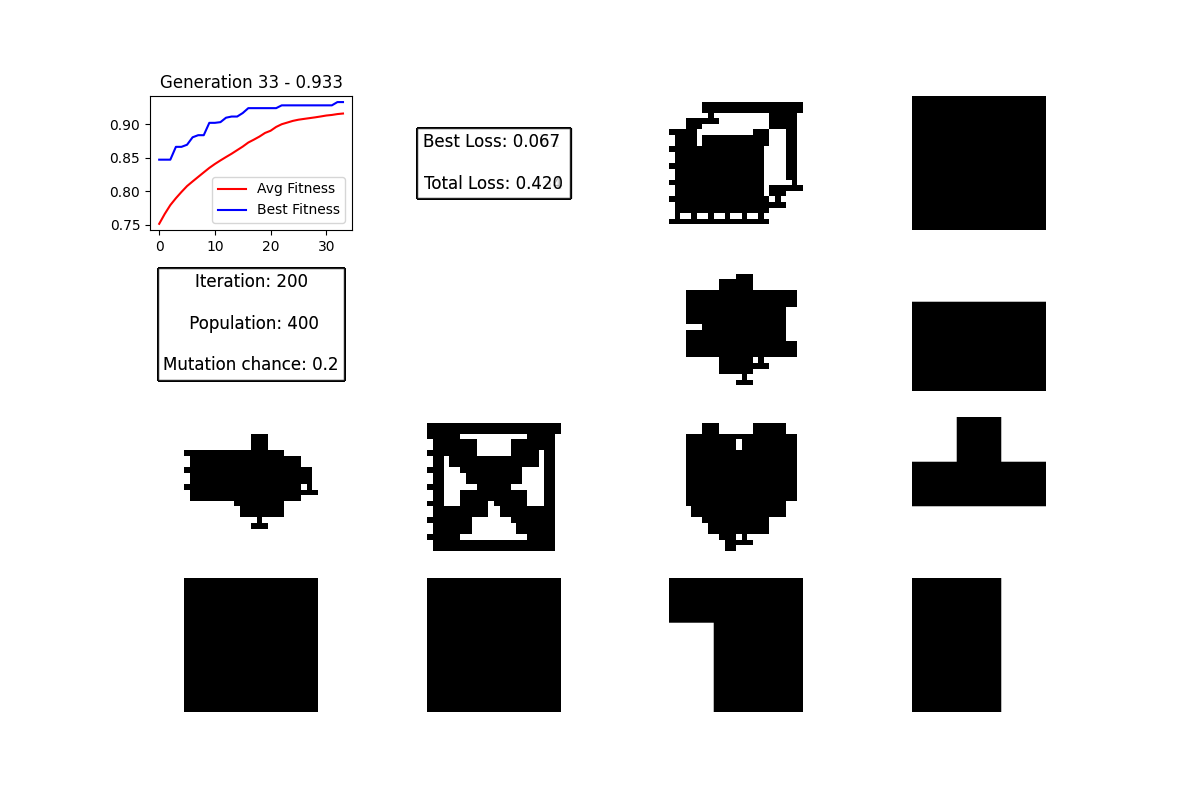 Generation 33 - 0.933
0.90
0.85
0.80
0.75
Avg Fitness
Best Fitness
0 10 20 30
Best Loss: 0.067
Total Loss: 0.420
Iteration: 200
Population: 400
Mutation chance: 0.2